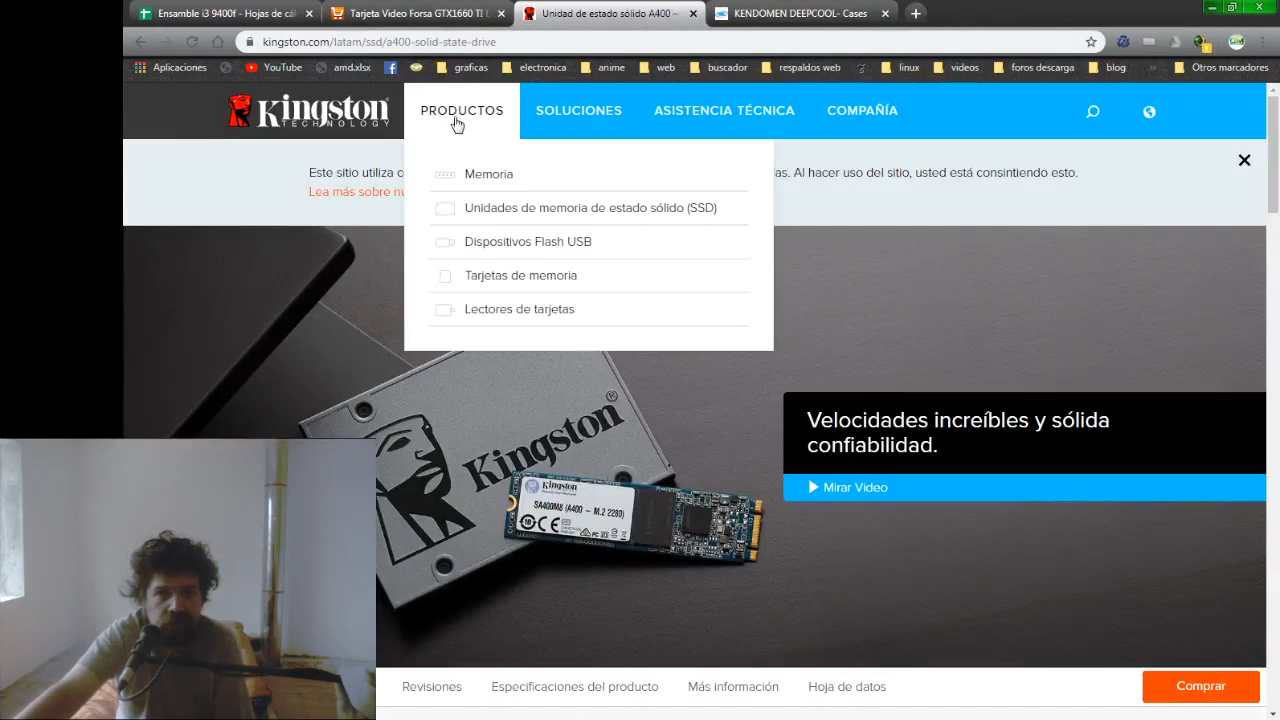 Ensamble i3 9400f - Hojas de cál
Tarjeta Video Forsa GTX1660 TI D
Unidad de estado sólido A400 –
KENDOMEN DEEPCOOL- Cases
kingston.com/latam/ssd/a400-solid-state-drive
Aplicaciones
YouTube
amd.xlsx
graficas
electronica
anime
web
buscador
respaldos web
linux
videos
foros descarga
»
Otros marcadores
Kingston
TECHNOLOGY
PRODUCTOS
SOLUCIONES
ASISTENCIA TÉCNICA
COMPAÑÍA
Este sitio utiliza c
as. Al hacer uso del sitio, usted está consintiendo esto.
Lea más sobre nu
Memoria
Unidades de memoria de estado sólido (SSD)
Dispositivos Flash USB
Tarjetas de memoria
Lectores de tarjetas
Kingston®
Kingston
SA400M8 (A400 – M.2 2280)
Velocidades increíbles y sólida
confiabilidad.
Mirar Video
Revisiones
Especificaciones del producto
Más información
Hoja de datos
Comprar